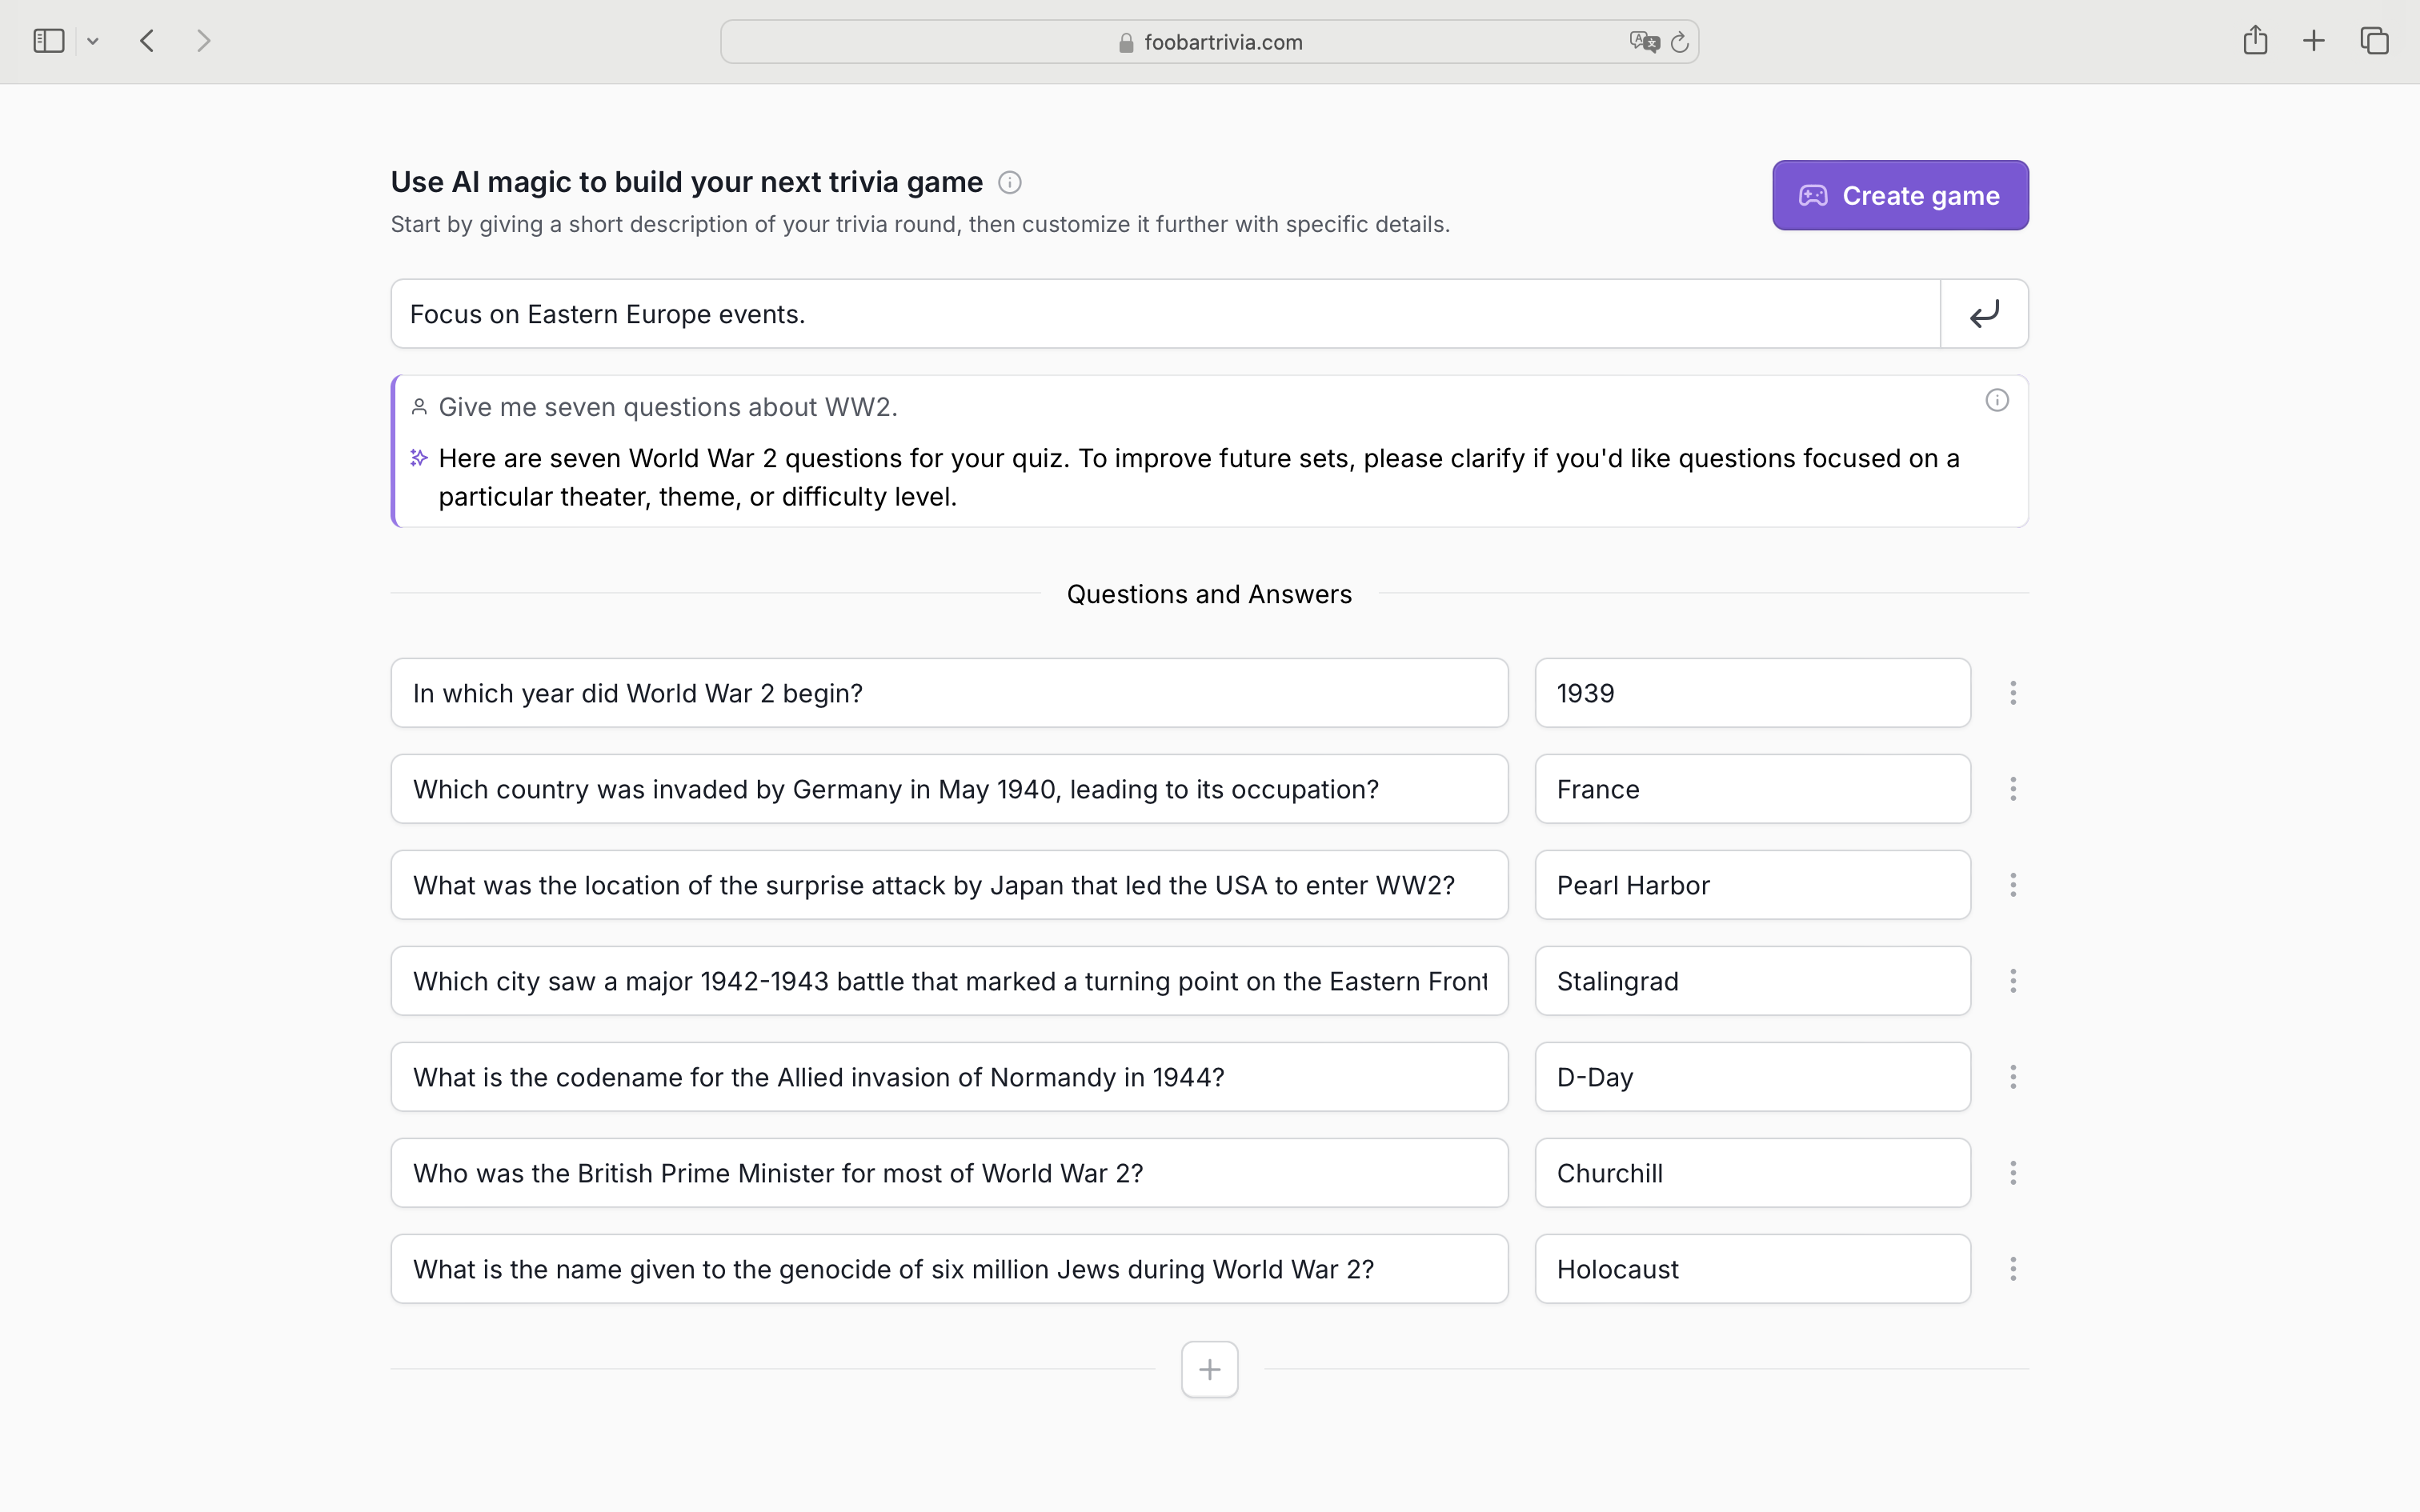 foobartrivia.com
Use AI magic to build your next trivia game
Create game
Start by giving a short description of your trivia round, then customize it further with specific details.
Focus on Eastern Europe events.
Give me seven questions about WW2.
Here are seven World War 2 questions for your quiz. To improve future sets, please clarify if you'd like questions focused on a
particular theater, theme, or difficulty level.
Questions and Answers
In which year did World War 2 begin?
1939
Which country was invaded by Germany in May 1940, leading to its occupation?
France
What was the location of the surprise attack by Japan that led the USA to enter WW2?
Pearl Harbor
Which city saw a major 1942-1943 battle that marked a turning point on the Eastern Front
Stalingrad
What is the codename for the Allied invasion of Normandy in 1944?
D-Day
Who was the British Prime Minister for most of World War 2?
Churchill
What is the name given to the genocide of six million Jews during World War 2?
Holocaust